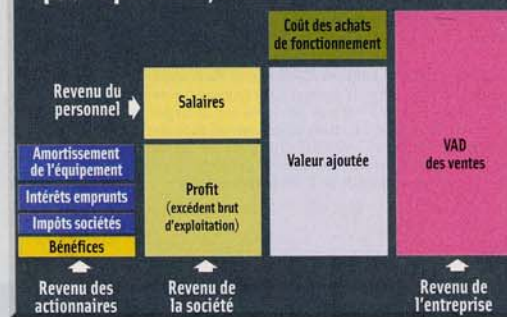 Coût des achats
de fonctionnement
Revenu du
personnel
Salaires
Amortissement
de l'équipement
Intérêts emprunts
Impôts sociétés
Bénéfices
Profit
(excédent brut
d'exploitation)
Valeur ajoutée
VAD
des ventes
Revenu des
actionnaires
Revenu de
la société
Revenu de
l'entreprise